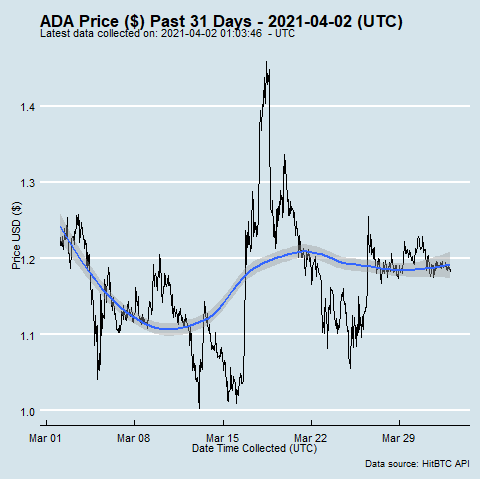 ADA Price ($) Past 31 Days - 2021-04-02 (UTC)
Latest data collected on: 2021-04-02 01:03:46 - UTC
Price USD ($)
1.4
1.3
1.2
1.1
1.0
Mar 01 Mar 08 Mar 15 Mar 22 Mar 29
Date Time Collected (UTC)
Data source: HitBTC API